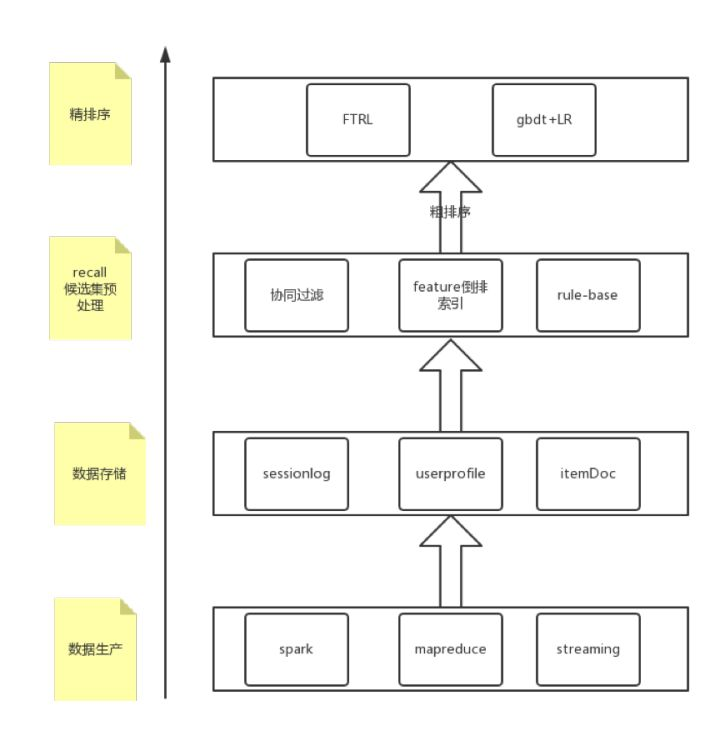 精排序
FTRL
gbdt+LR
粗排序
recall
候选集预
处理
协同过滤
feature倒排
索引
rule-base
数据存储
sessionlog
userprofile
itemDoc
数据生产
spark
mapreduce
streaming